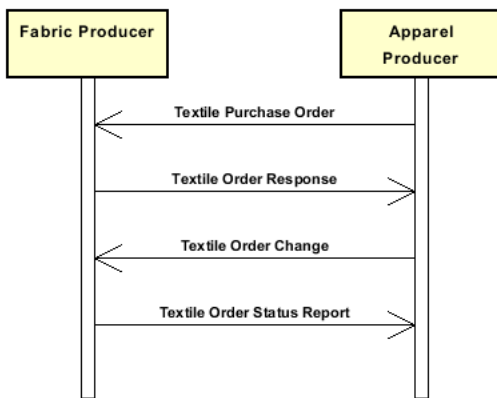 Fabric Producer
Apparel
Producer
Textile Purchase Order
Textile Order Response
Textile Order Change
Textile Order Status Report